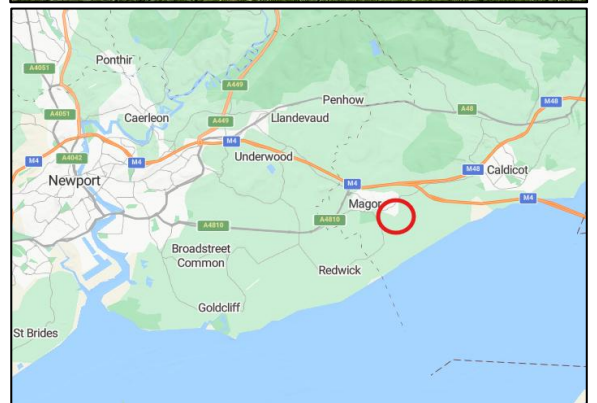 Ponthir
A4051
A449
Penhow
A4051
Caerleon
A449
Llandevaud
A48
M48
M4
Underwood
M4
A4042
M4
M4
M48
Caldicot
Newport
Magor
M4
A4810
A4810
Broadstreet
Common
Redwick
Goldcliff
St Brides